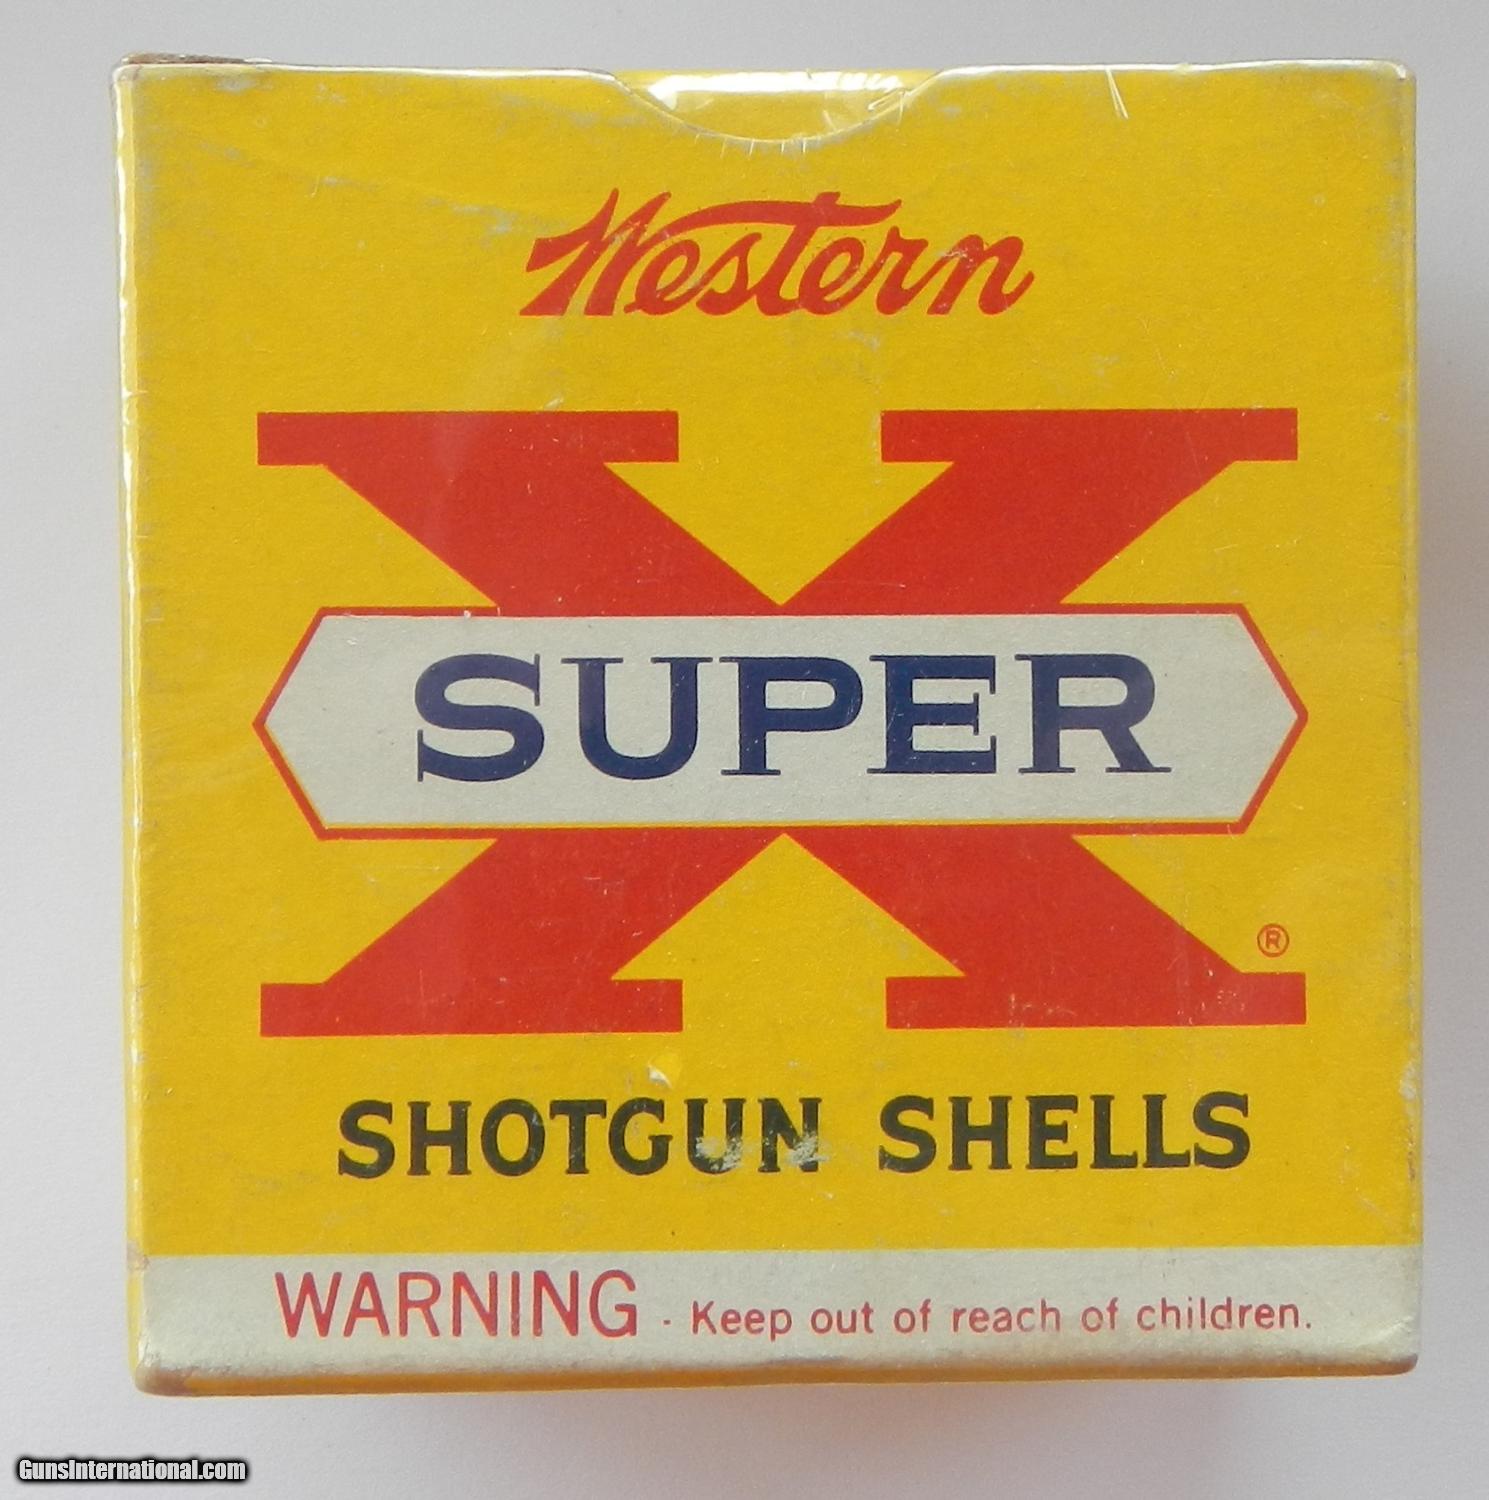 Western
X
SUPER
®
SHOTGUN SHELLS
WARNING - Keep out of reach of children.
GunsInternational.com